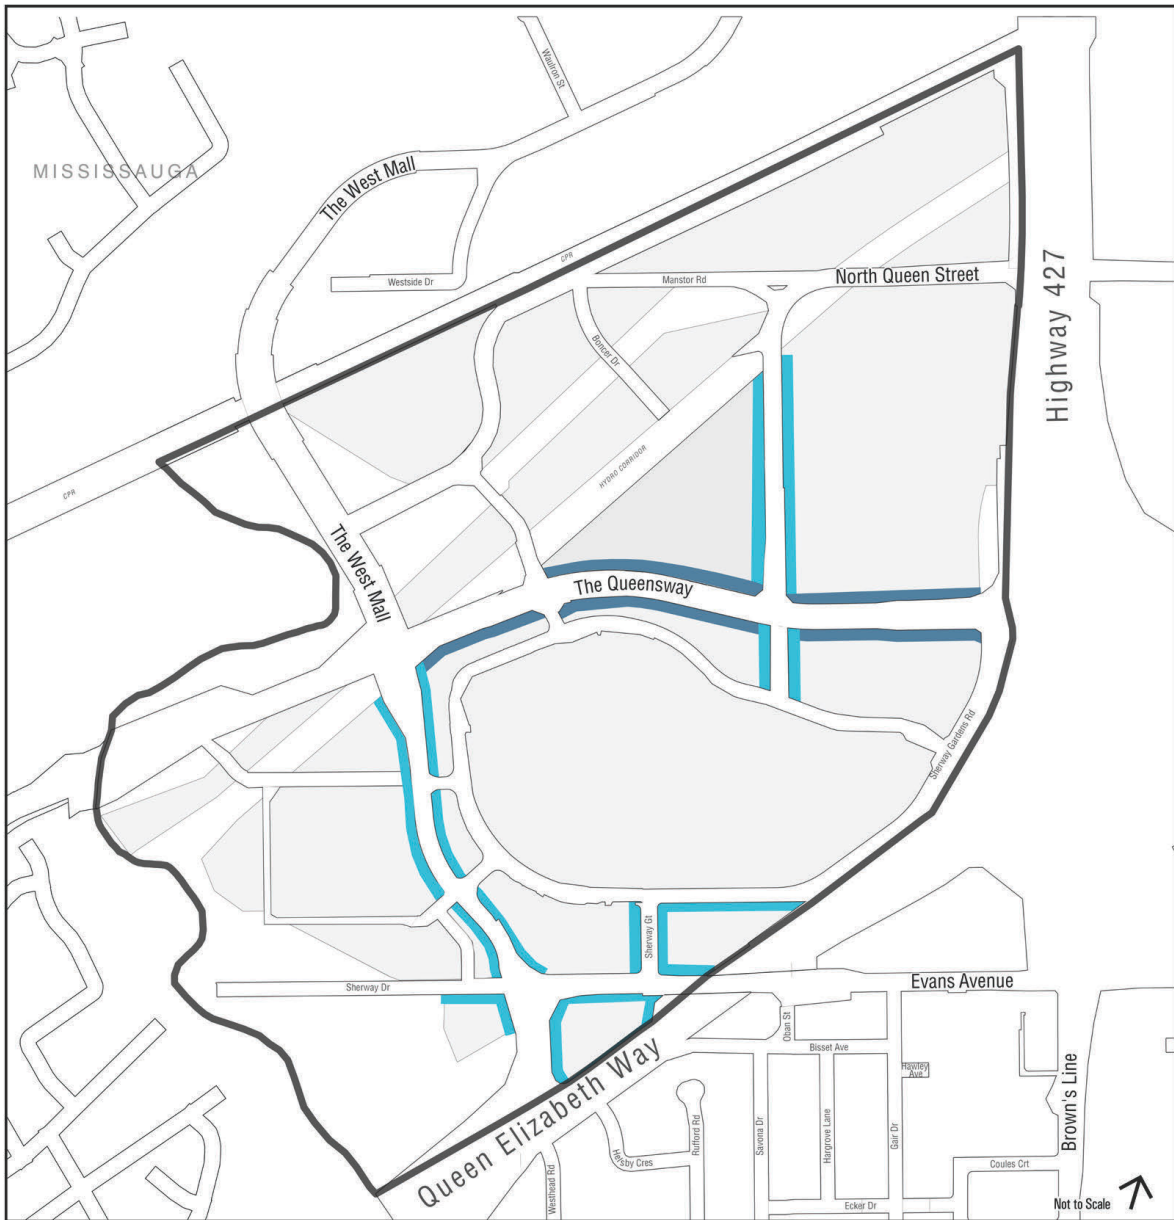 Waulron St
MISSISSAUGA
The West Mall
CPR
Westside Dr
Manstor Rd
North Queen Street
Highway 427
Boncer Dr
HYDRO CORRIDOR
CPR
The West Mall
The Queensway
Sherway Gardens Rd
Sherway Gt
Sherway Dr
Evans Avenue
Oban St
Bisset Ave
Hawley
Ave
Queen Elizabeth Way
Brown's Line
Rufford Rd
Savona Dr
Hargrove Lane
Gair Dr
Helsby Cres
Westhead Rd
Coules Crt
Ecker Dr
Not to Scale